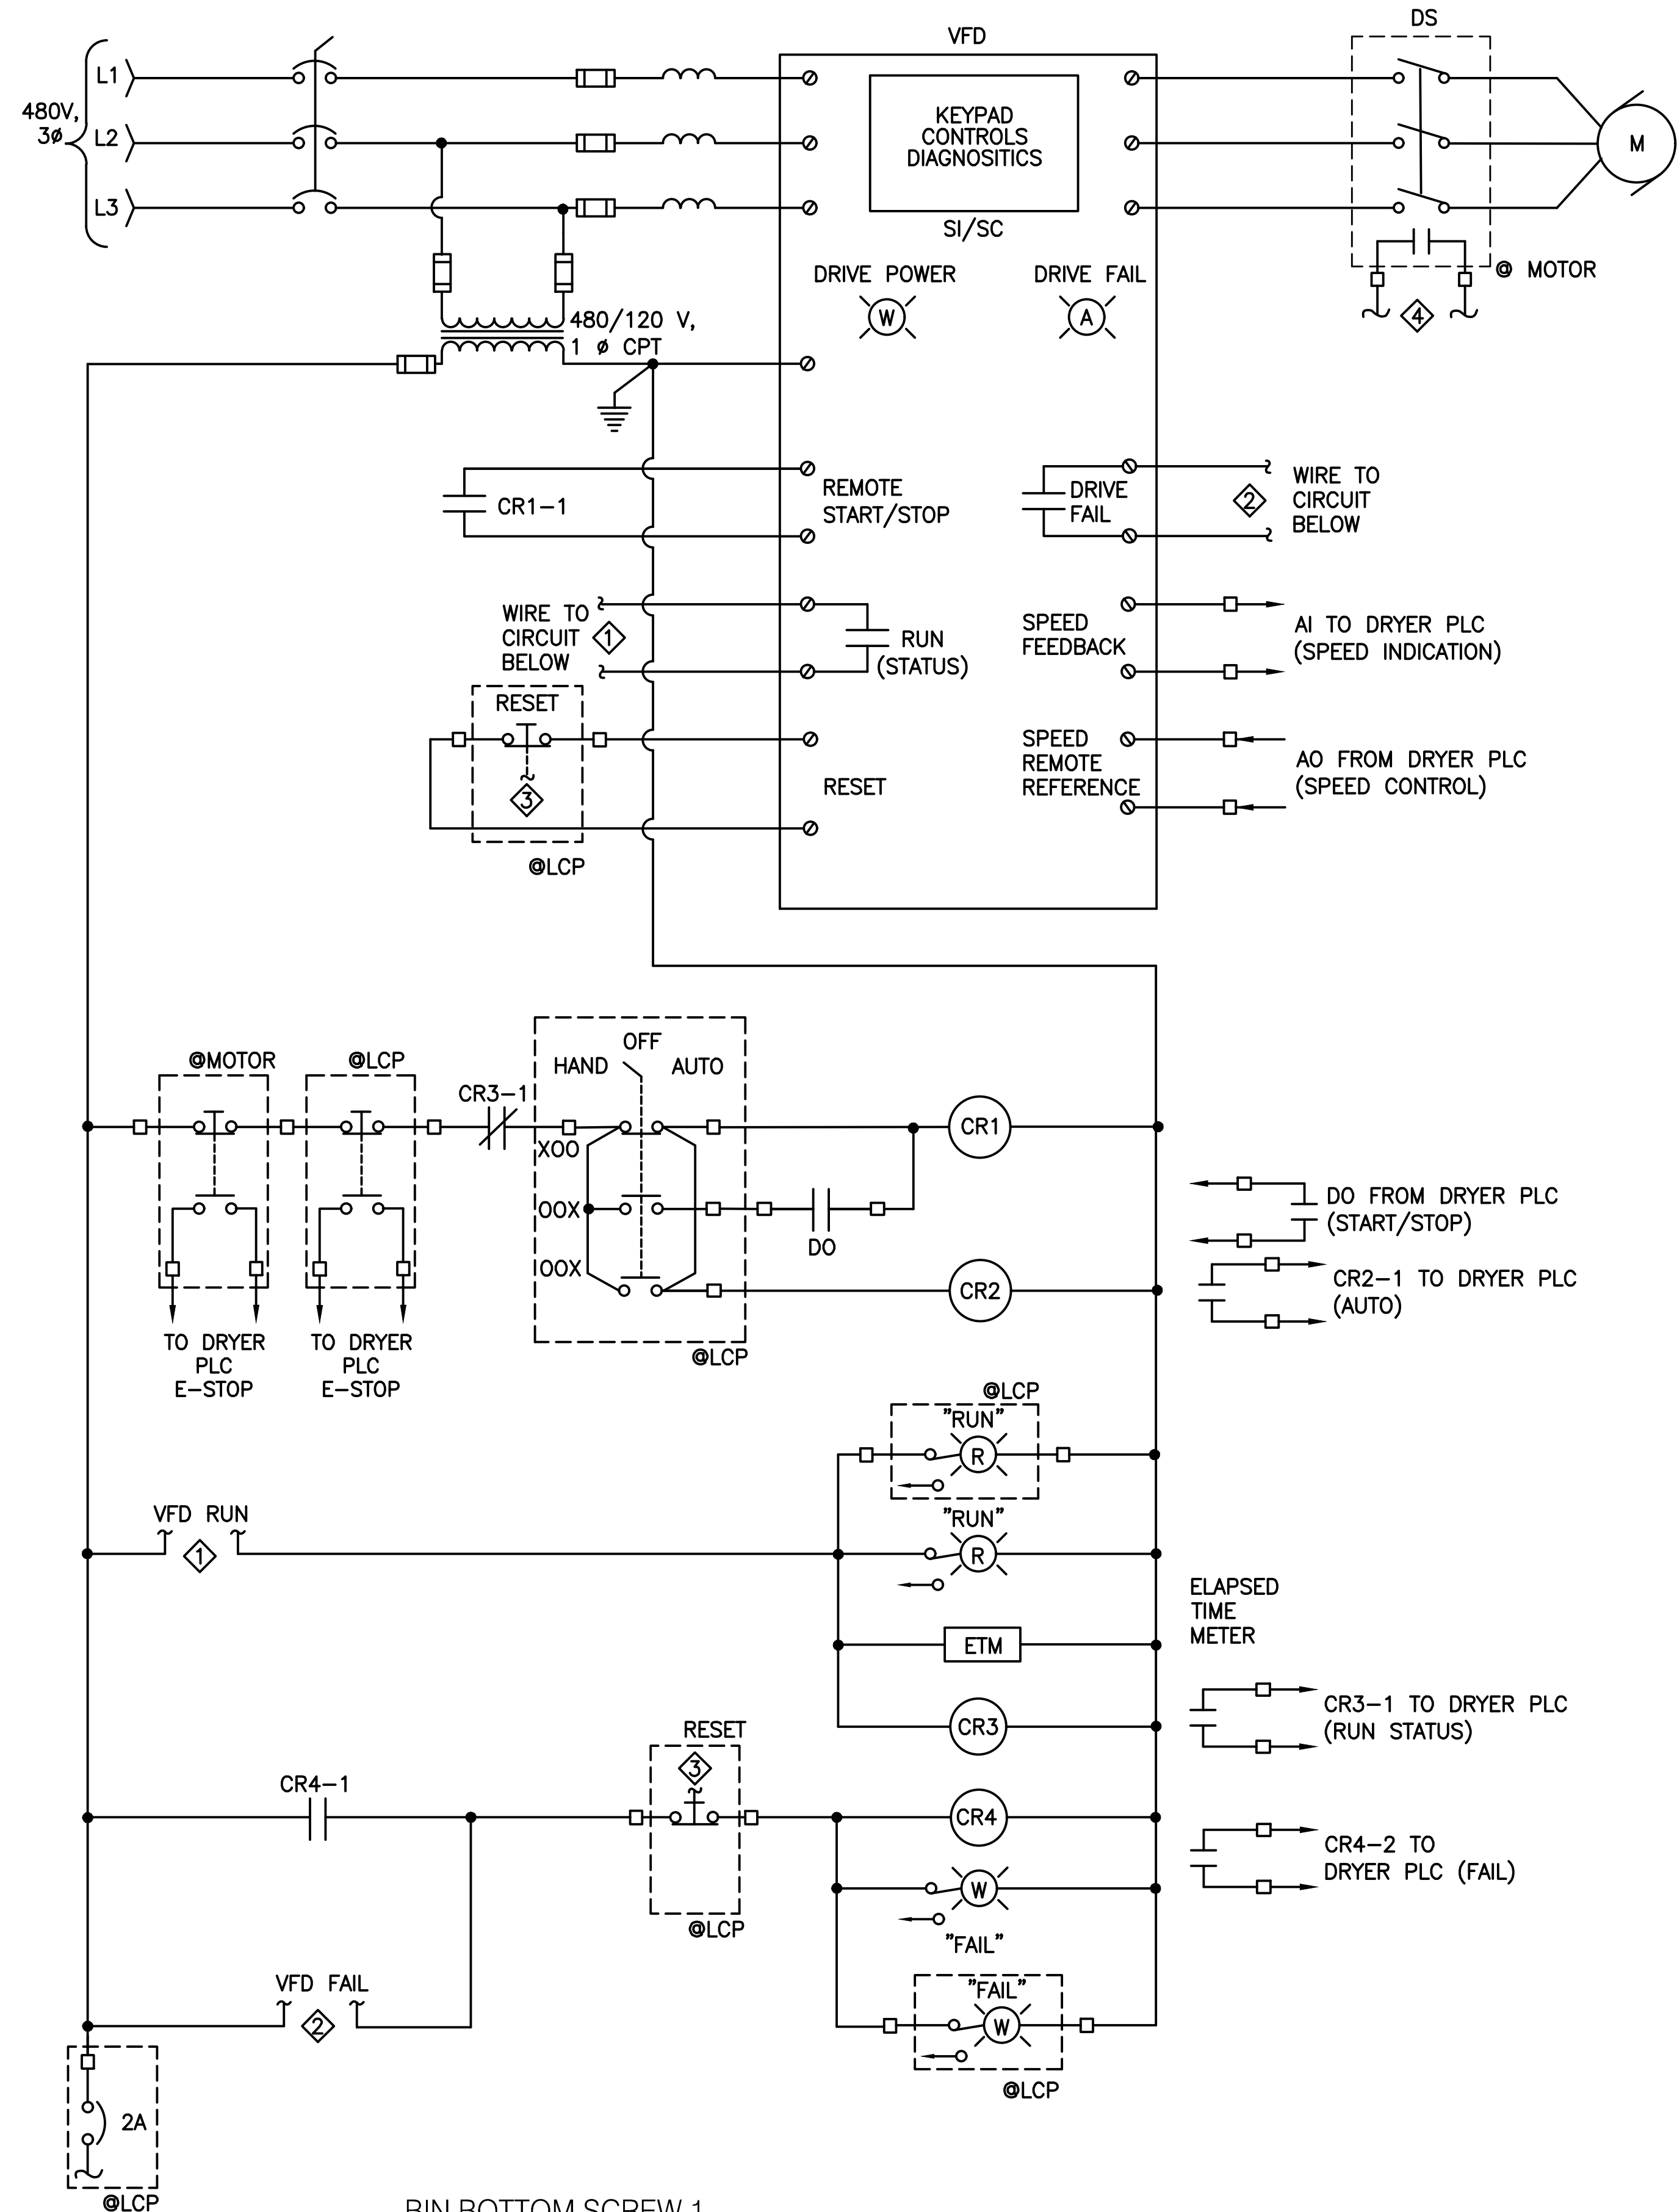 VFD
DS
L1
480V,
3ø
L2
L3
KEYPAD
CONTROLS
DIAGNOSITICS
SI/SC
M
@ MOTOR
4
DRIVE POWER
W
DRIVE FAIL
A
480/120 V,
1 ø CPT
CR1-1
REMOTE
START/STOP
DRIVE
FAIL
2
WIRE TO
CIRCUIT
BELOW
WIRE TO
CIRCUIT
BELOW
1
RUN
(STATUS)
SPEED
FEEDBACK
AI TO DRYER PLC
(SPEED INDICATION)
RESET
3
@LCP
RESET
SPEED
REMOTE
REFERENCE
AO FROM DRYER PLC
(SPEED CONTROL)
@MOTOR
@LCP
CR3-1
HAND
OFF
AUTO
XOO
OOX
OOX
@LCP
CR1
DO
CR2
TO DRYER
PLC
E-STOP
TO DRYER
PLC
E-STOP
DO FROM DRYER PLC
(START/STOP)
CR2-1 TO DRYER PLC
(AUTO)
@LCP
"RUN"
R
VFD RUN
1
"RUN"
R
ELAPSED
TIME
METER
ETM
CR3
CR3-1 TO DRYER PLC
(RUN STATUS)
RESET
3
@LCP
CR4-1
CR4
CR4-2 TO
DRYER PLC (FAIL)
W
"FAIL"
VFD FAIL
2
"FAIL"
W
@LCP
2A
@LCP
BIN BOTTOM SCREW 1